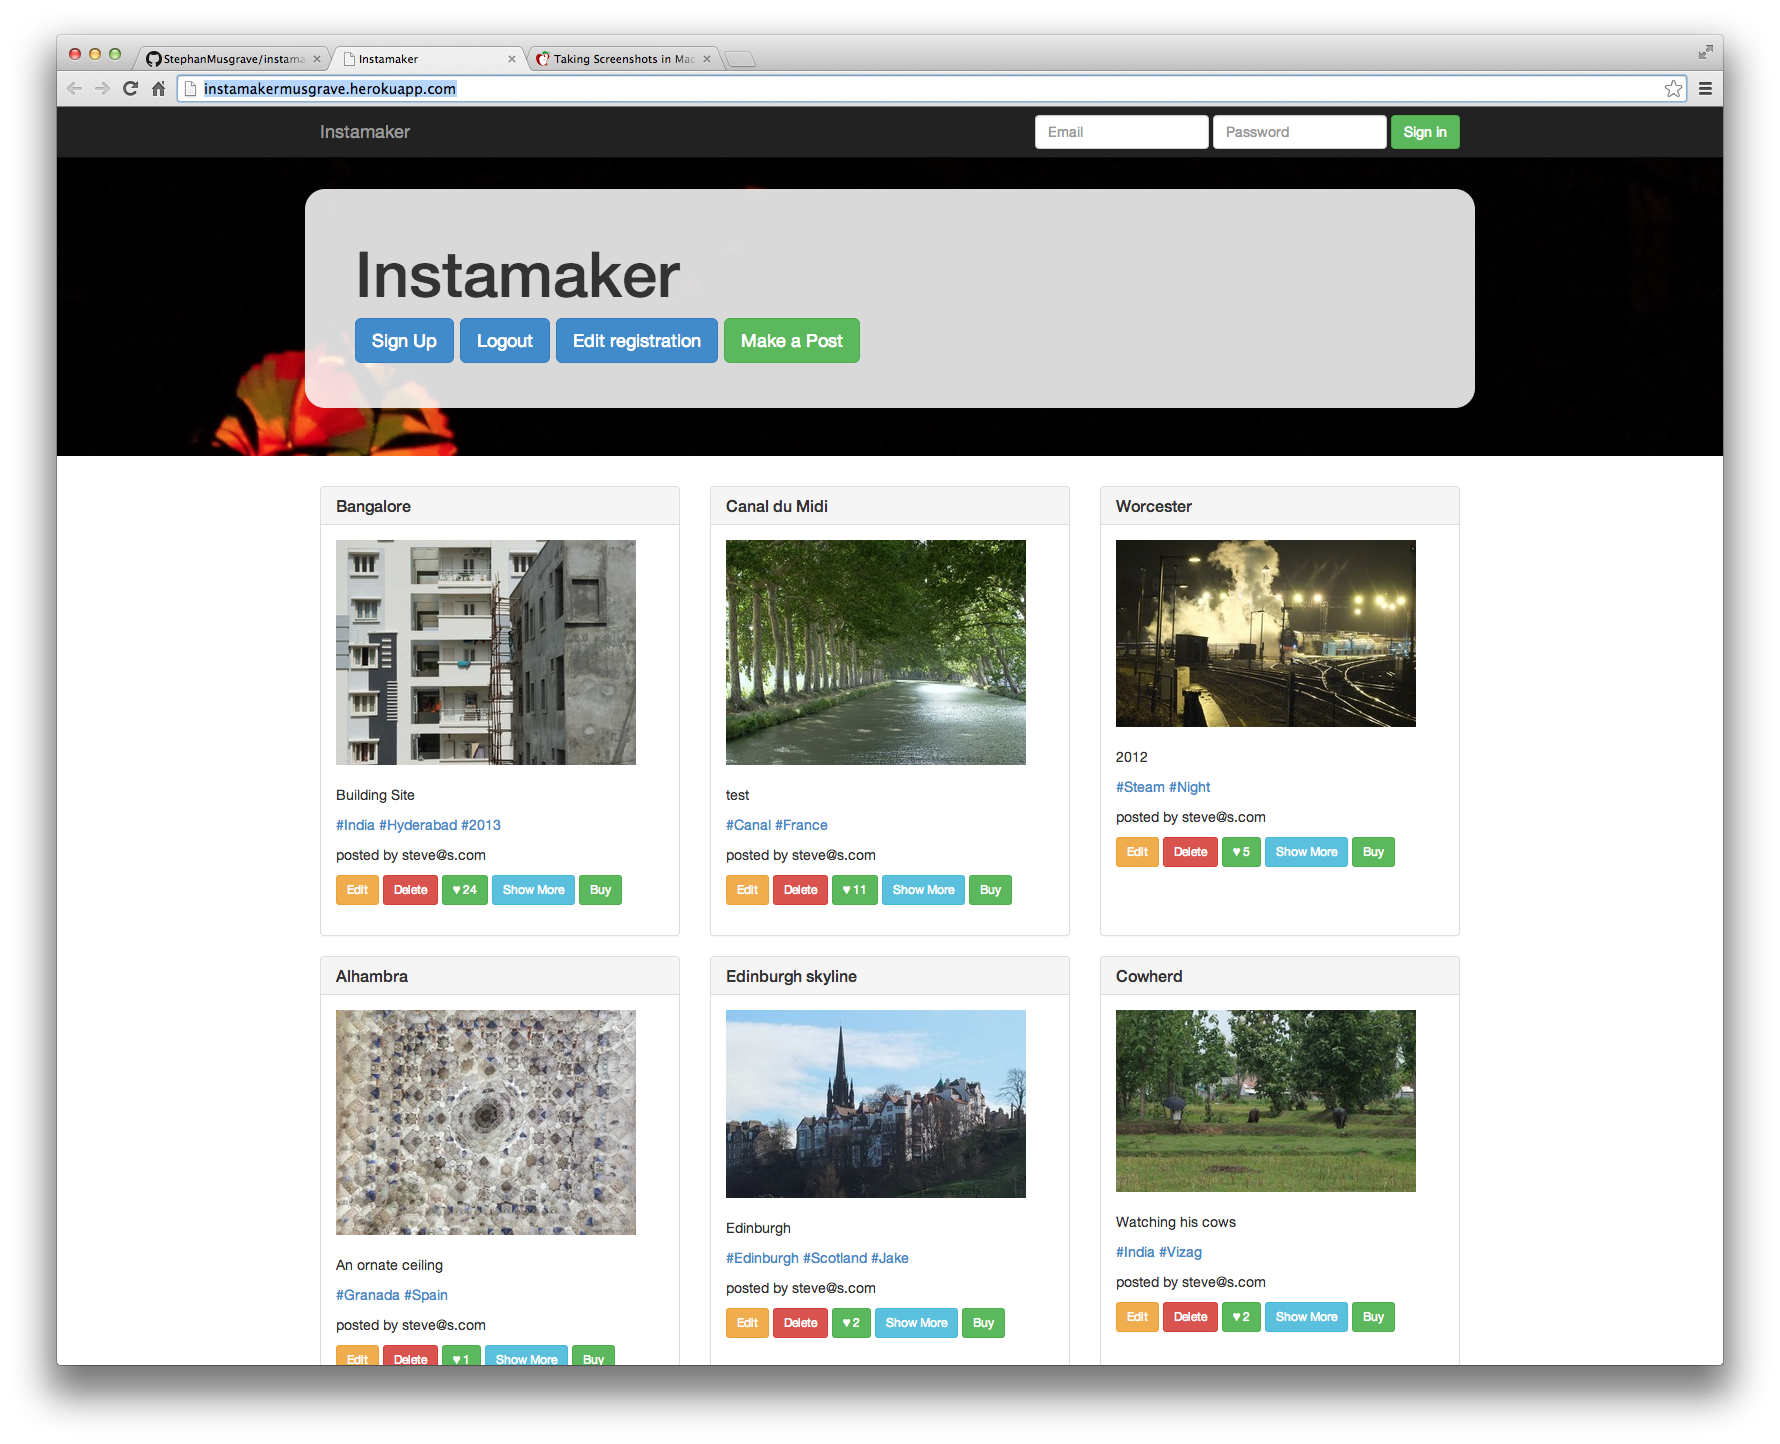 StephanMusgrave/instama
Instamaker
Taking Screenshots in Mac
instamakermusgrave.herokuapp.com
Instamaker
Email
Password
Sign in
Instamaker
Sign Up
Logout
Edit registration
Make a Post
Bangalore
Building Site
#India #Hyderabad #2013
posted by steve@s.com
Edit
Delete
♥ 24
Show More
Buy
Canal du Midi
test
#Canal #France
posted by steve@s.com
Edit
Delete
♥ 11
Show More
Buy
Worcester
2012
#Steam #Night
posted by steve@s.com
Edit
Delete
♥ 5
Show More
Buy
Alhambra
An ornate ceiling
#Granada #Spain
posted by steve@s.com
Edit
Delete
♥ 1
Show More
Buy
Edinburgh skyline
Edinburgh
#Edinburgh #Scotland #Jake
posted by steve@s.com
Edit
Delete
♥ 2
Show More
Buy
Cowherd
Watching his cows
#India #Vizag
posted by steve@s.com
Edit
Delete
♥ 2
Show More
Buy